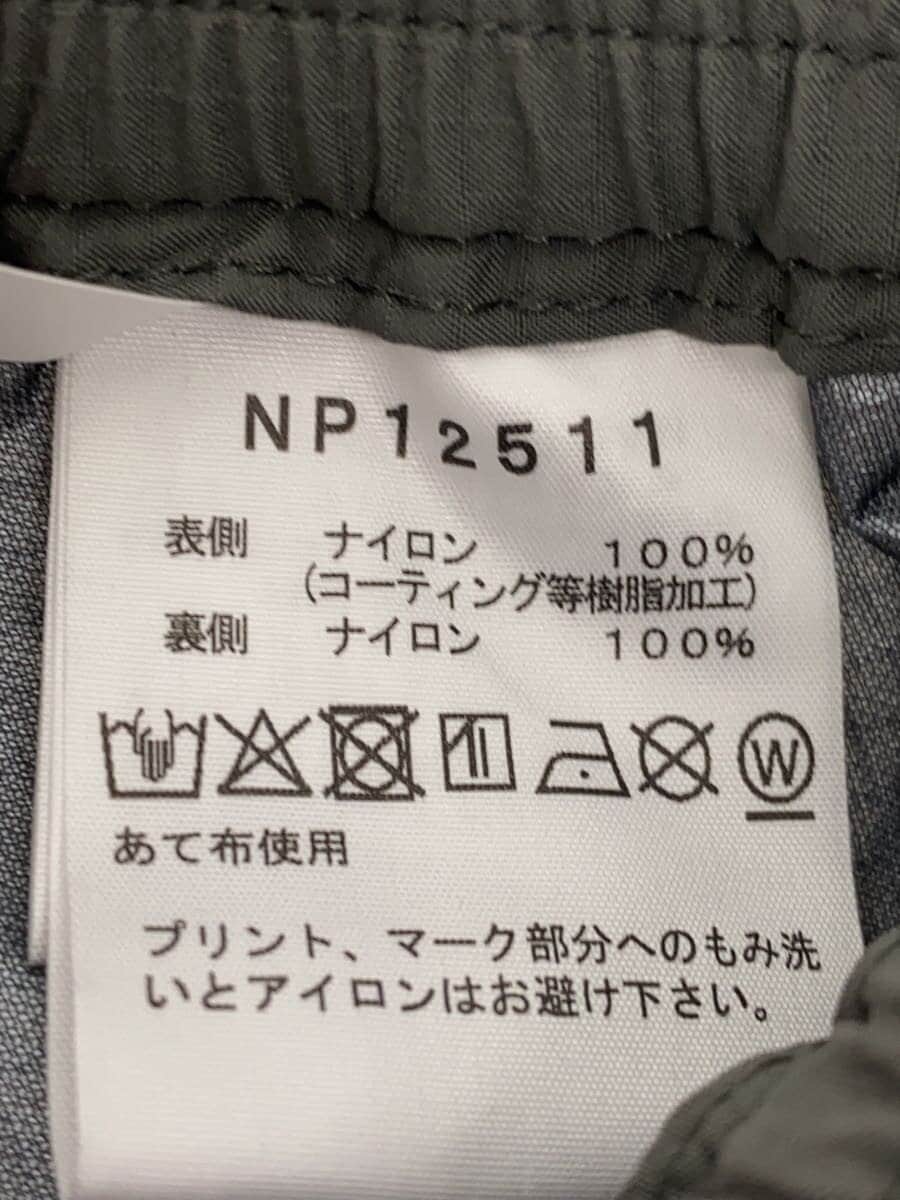 NP12511
表側 ナイロン 100%
(コーティング等樹脂加工)
裏側 ナイロン 100%
W
あて布使用
プリント、マーク部分へのもみ洗
いとアイロンはお避け下さい。